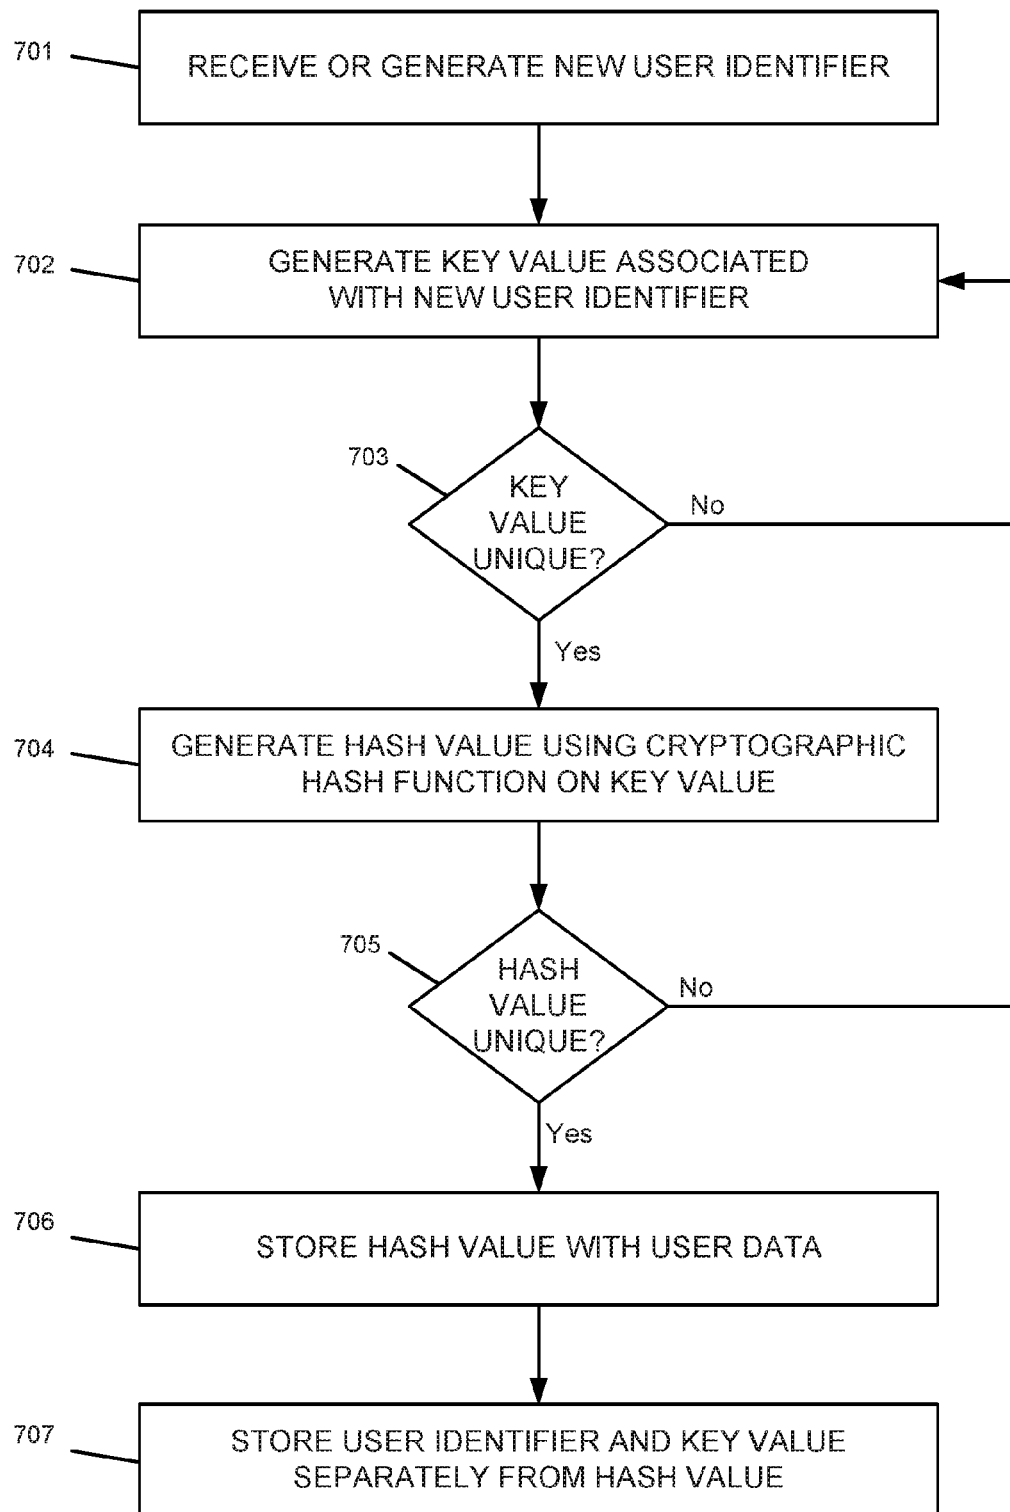 701
RECEIVE OR GENERATE NEW USER IDENTIFIER
702
GENERATE KEY VALUE ASSOCIATED
WITH NEW USER IDENTIFIER
703
KEY
VALUE
UNIQUE?
No
Yes
704
GENERATE HASH VALUE USING CRYPTOGRAPHIC
HASH FUNCTION ON KEY VALUE
705
HASH
VALUE
UNIQUE?
No
Yes
706
STORE HASH VALUE WITH USER DATA
707
STORE USER IDENTIFIER AND KEY VALUE
SEPARATELY FROM HASH VALUE